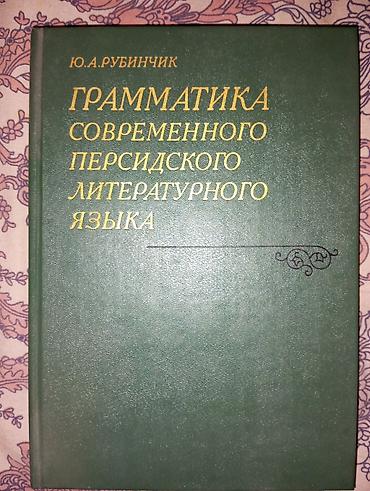 Ю.А.РУБИНЧИК
ГРАММАТИКА
СОВРЕМЕННОГО
ПЕРСИДСКОГО
ЛИТЕРАТУРНОГО
ЯЗЫКА